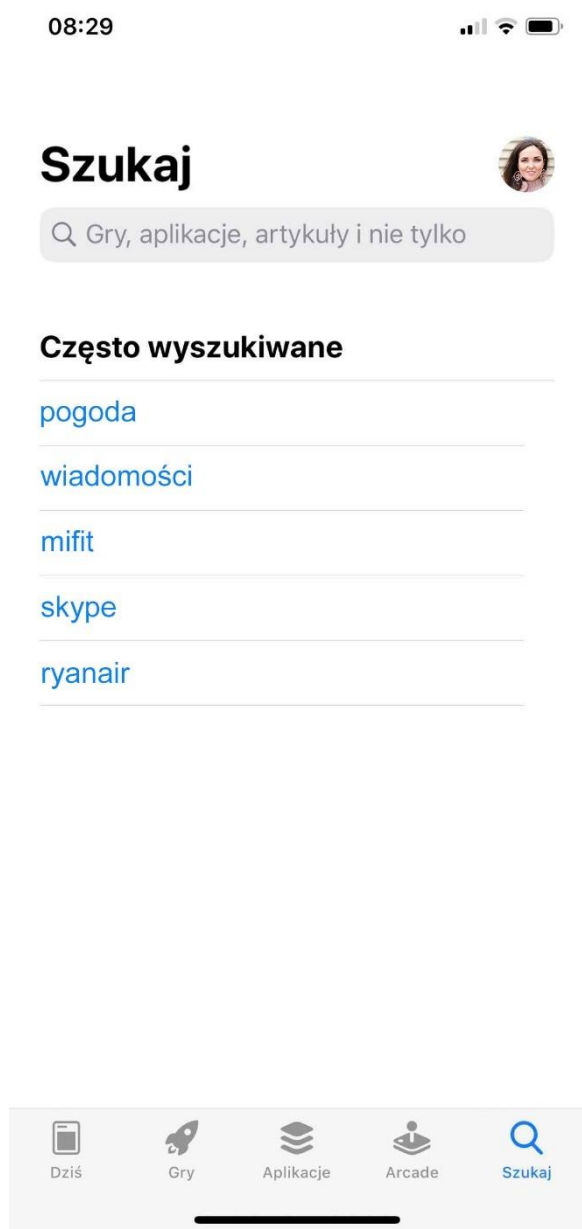 08:29
Szukaj
Gry, aplikacje, artykuły i nie tylko
Często wyszukiwane
pogoda
wiadomości
mifit
skype
ryanair
Dziś Gry Aplikacje Arcade Szukaj